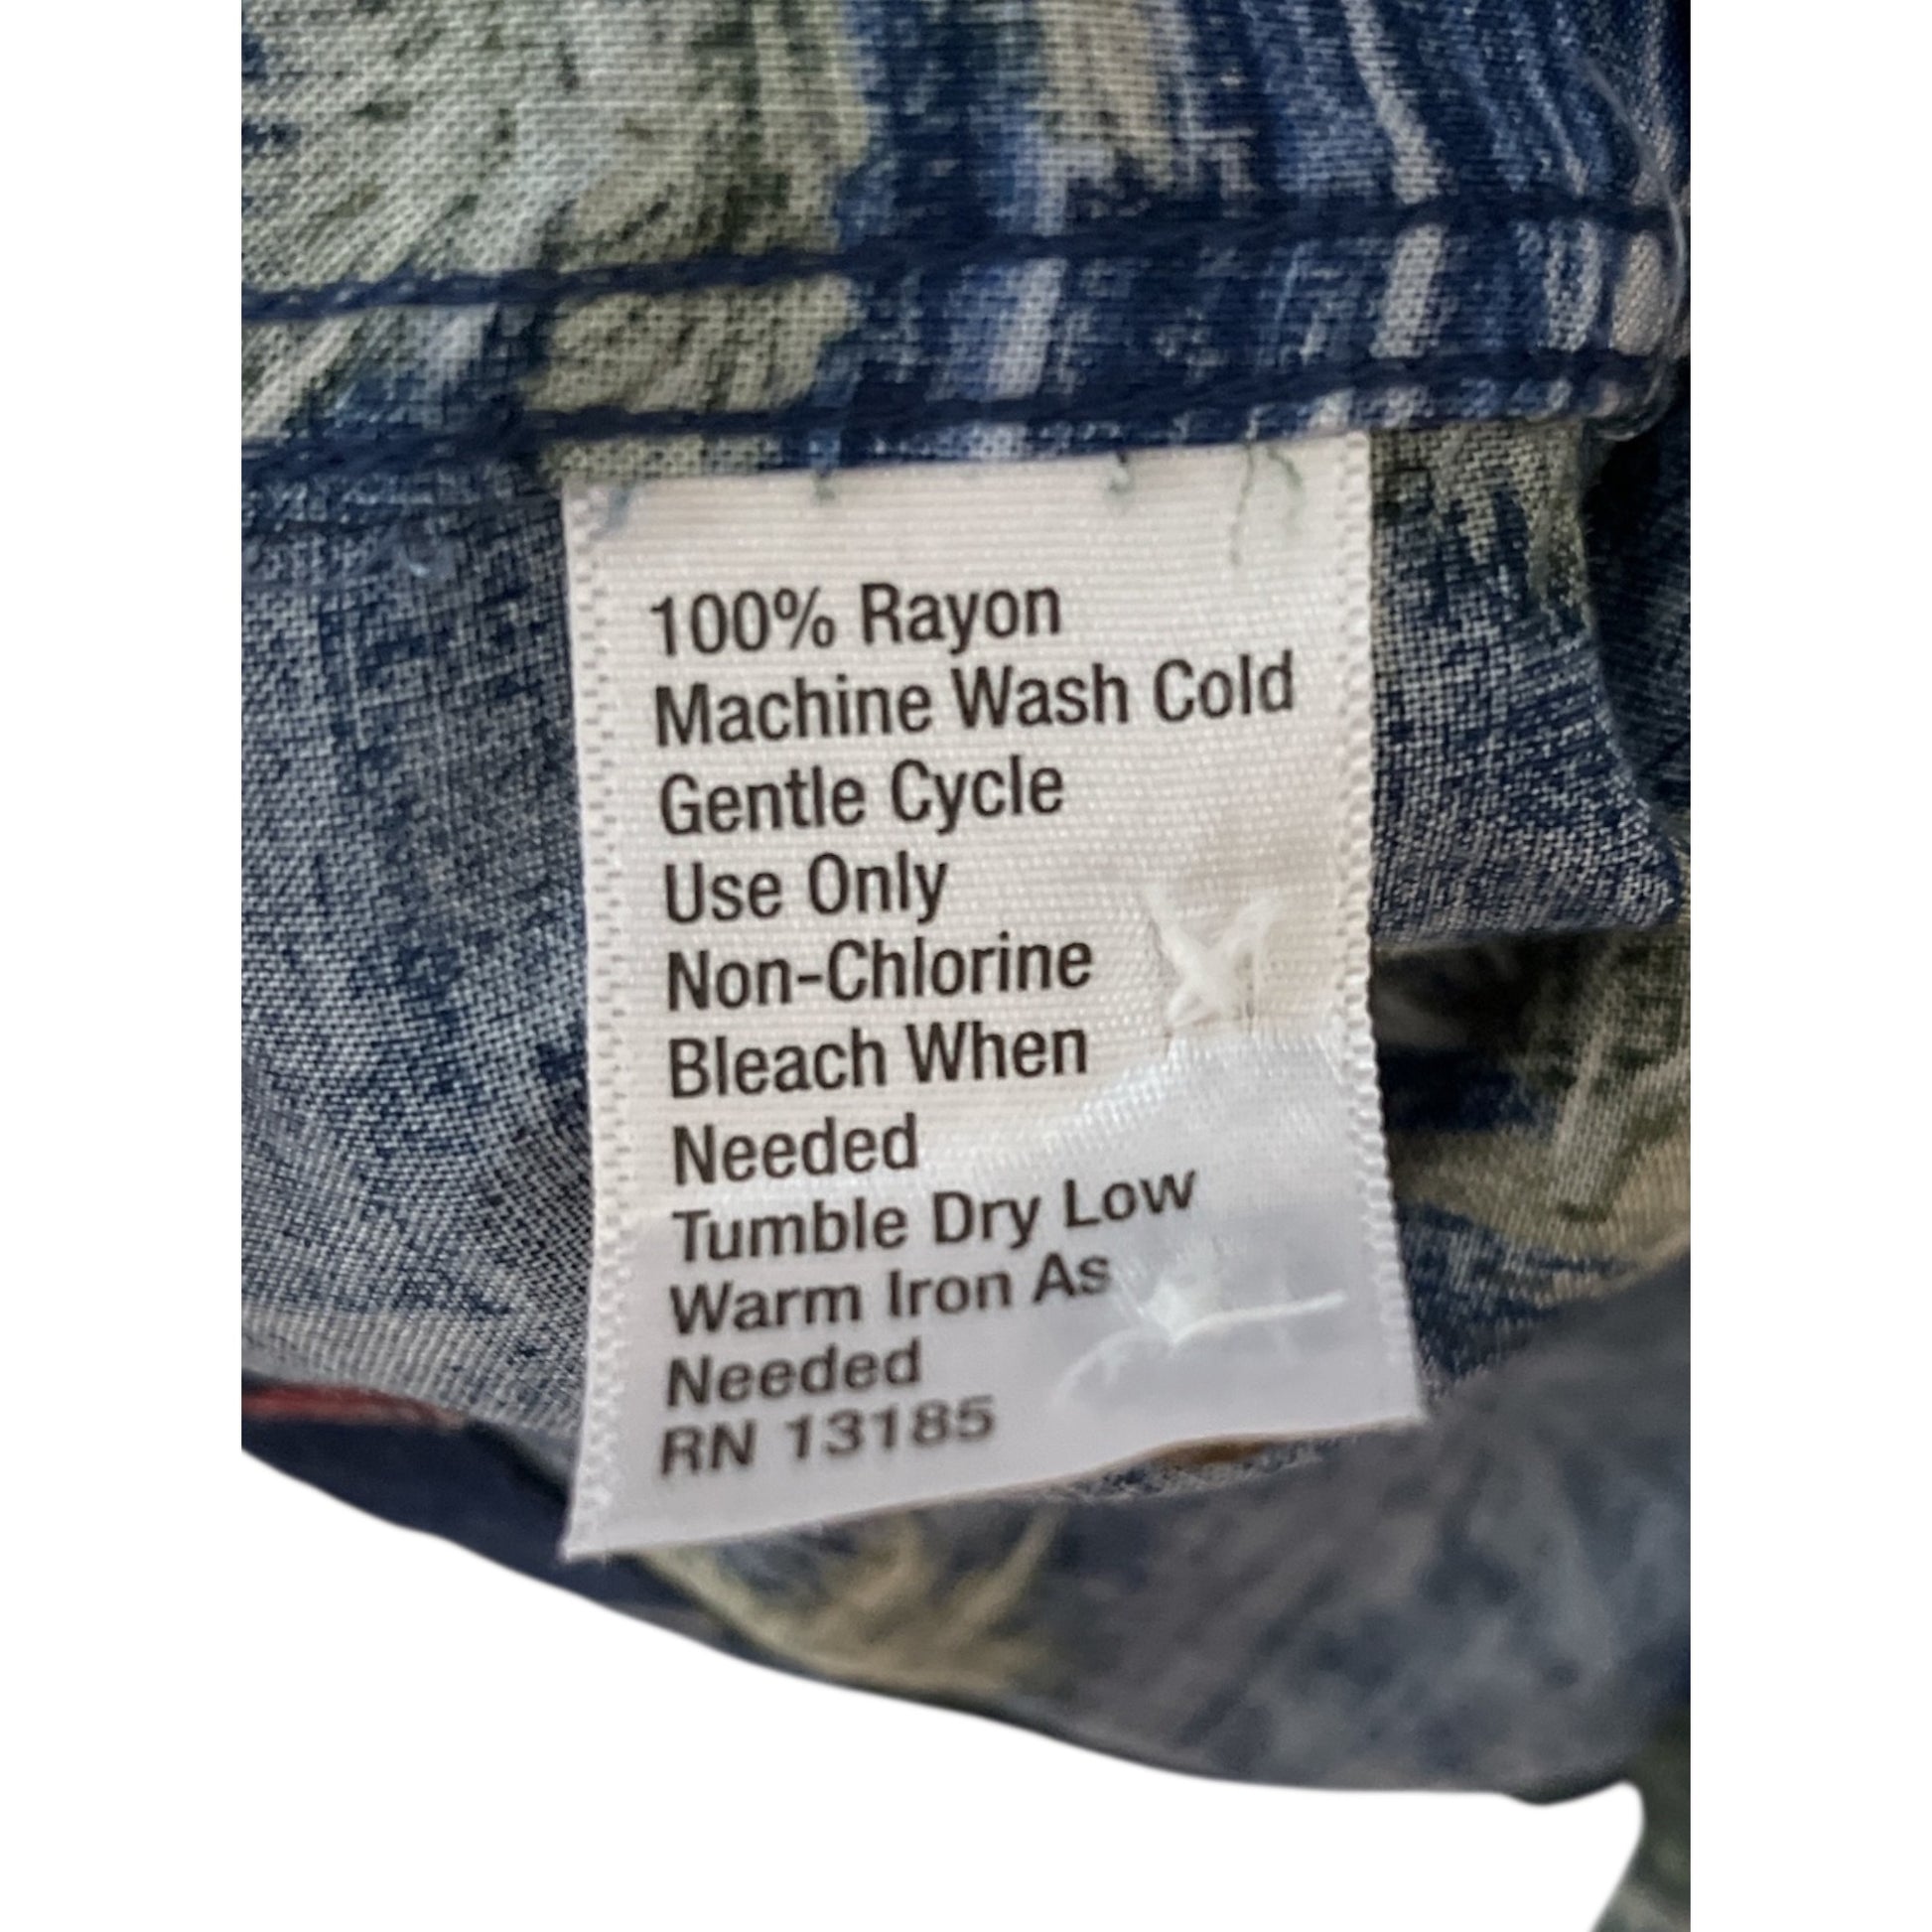 100% Rayon
Machine Wash Cold
Gentle Cycle
Use Only
Non-Chlorine
Bleach When
Needed
Tumble Dry Low
Warm Iron As
Needed
RN 13185